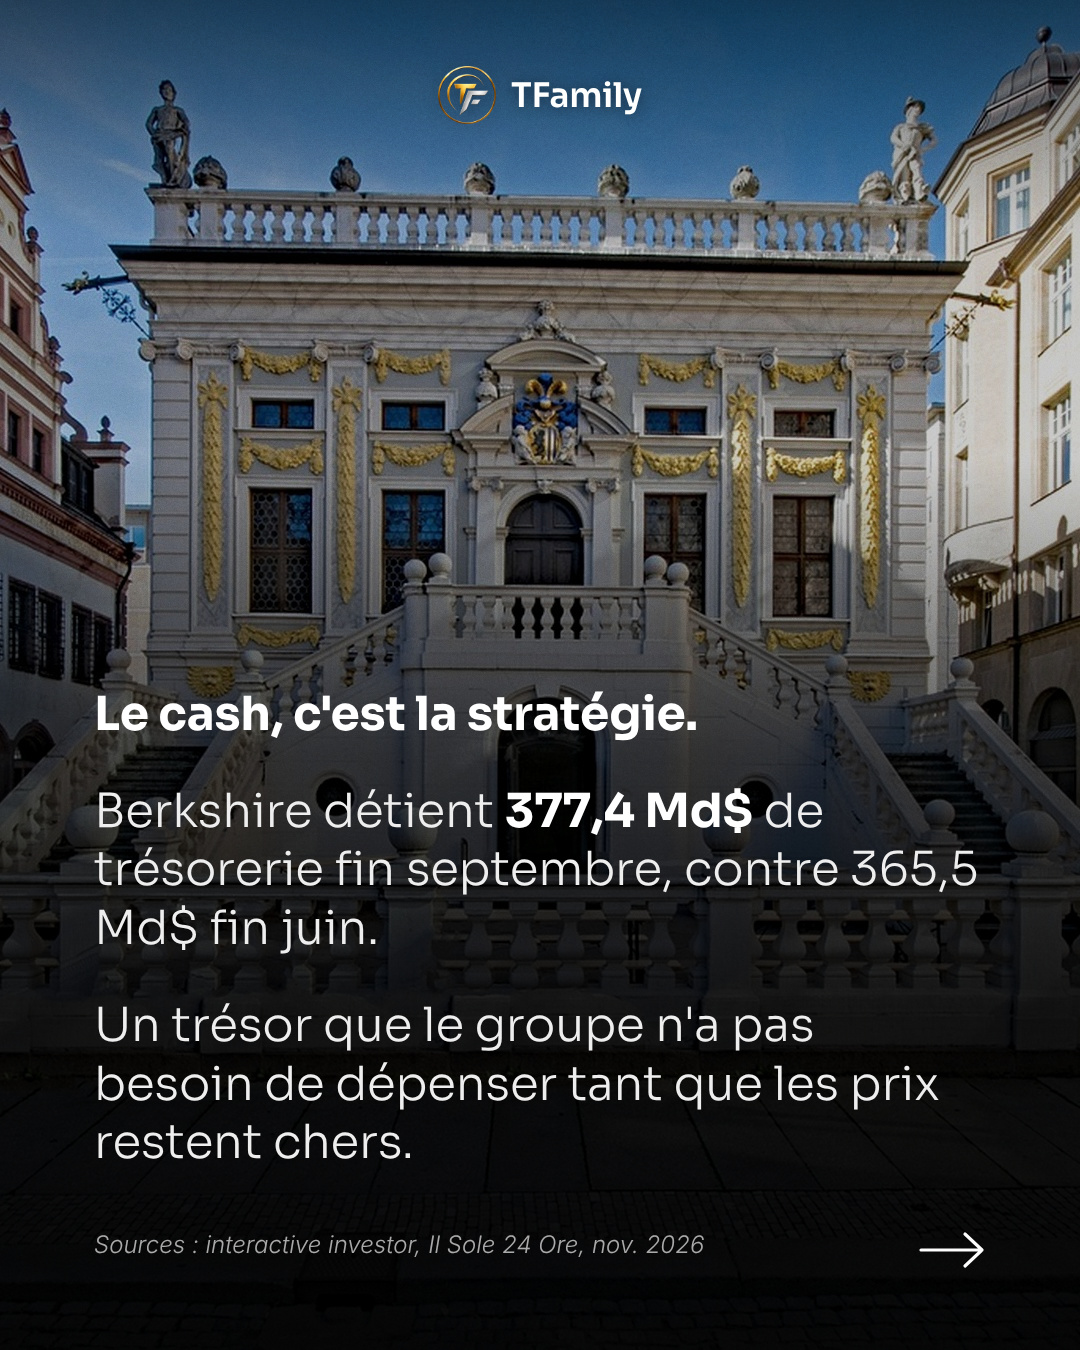 TFamily
Le cash, c'est la stratégie.
Berkshire détient 377,4 Md$ de
trésorerie fin septembre, contre 365,5
Md$ fin juin.
Un trésor que le groupe n'a pas
besoin de dépenser tant que les prix
restent chers.
Sources : interactive investor, Il Sole 24 Ore, nov. 2026